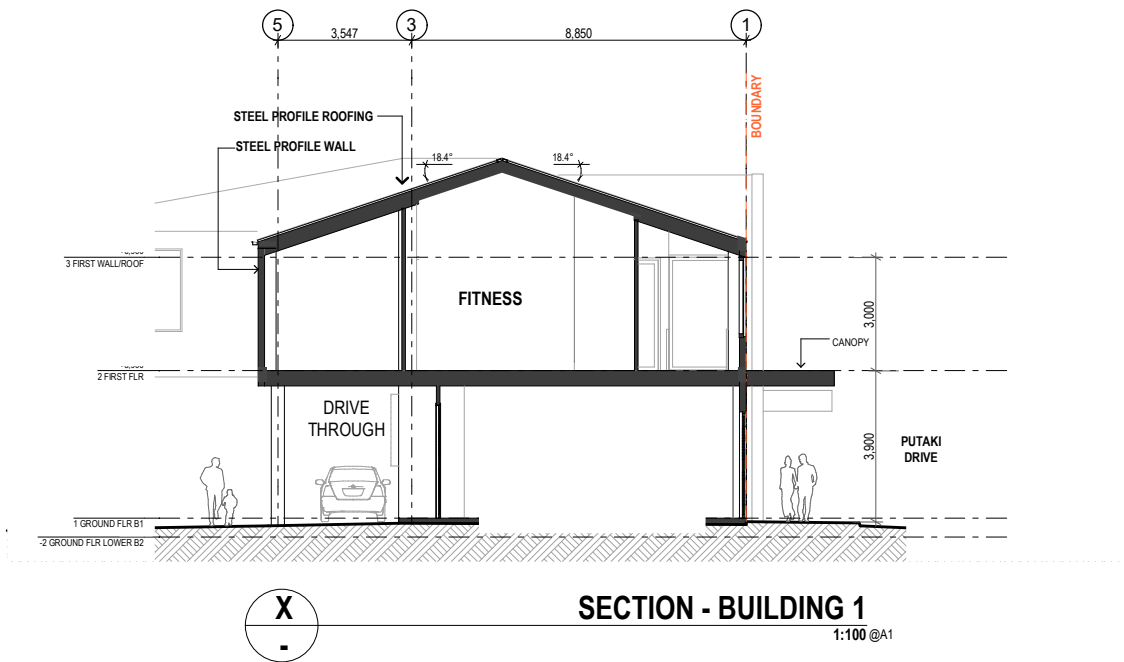 5
3
1
3,547
8,850
BOUNDARY
STEEL PROFILE ROOFING
STEEL PROFILE WALL
18.4°
18.4°
3 FIRST WALL/ROOF
FITNESS
3,000
CANOPY
2 FIRST FLR
DRIVE
THROUGH
3,900
PUTAKI
DRIVE
1 GROUND FLR B1
-2 GROUND FLR LOWER B2
X
-
SECTION - BUILDING 1
1:100 @A1